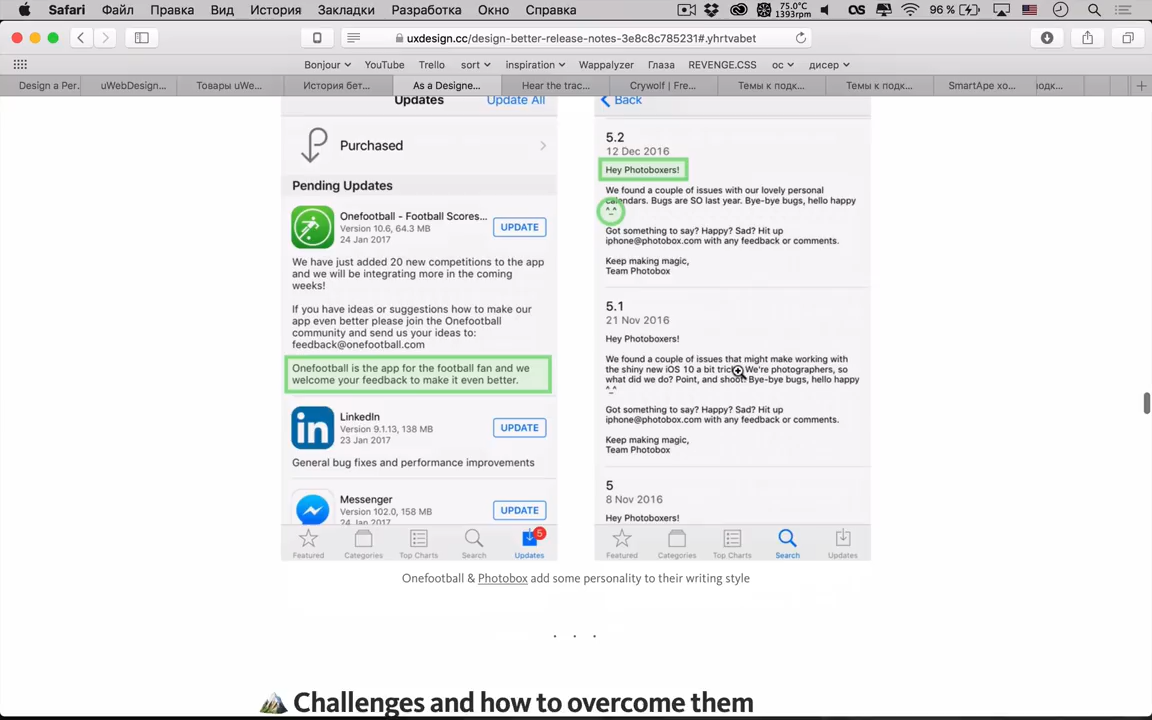 Safari Файл Правка Вид История Закладки Разработка Окно Справка 75.0°C 1393rpm 96 %
uxdesign.cc/design-better-release-notes-3e8c8c785231#.yhrtvabet
Bonjour YouTube Trello sort inspiration Wappalyzer Глаза REVENGE.CSS ос дисер
Design a Per... uWebDesign... Товары uWe... История бет... As a Designe... Hear the trac... Crywolf | Fre... Темы к подк... Темы к подк... SmartApe хо... подк...
Updates Update All
Purchased
Pending Updates
Onefootball - Football Scores...
Version 10.6, 64.3 MB
24 Jan 2017
UPDATE
We have just added 20 new competitions to the app
and we will be integrating more in the coming
weeks!
If you have ideas or suggestions how to make our
app even better please join the Onefootball
community and send us your ideas to:
feedback@onefootball.com
Onefootball is the app for the football fan and we
welcome your feedback to make it even better.
LinkedIn
Version 9.1.13, 138 MB
23 Jan 2017
UPDATE
General bug fixes and performance improvements
Messenger
Version 102.0, 158 MB
24 Jan 2017
UPDATE
Featured Categories Top Charts Search Updates
5
Back
5.2
12 Dec 2016
Hey Photoboxers!
We found a couple of issues with our lovely personal
calendars. Bugs are SO last year. Bye-bye bugs, hello happy
^_^
Got something to say? Happy? Sad? Hit up
iphone@photobox.com with any feedback or comments.
Keep making magic,
Team Photobox
5.1
21 Nov 2016
Hey Photoboxers!
We found a couple of issues that might make working with
the shiny new iOS 10 a bit We're photographers, so
what did we do? Point, and shoot. Bye-bye bugs, hello happy
^_^
Got something to say? Happy? Sad? Hit up
iphone@photobox.com with any feedback or comments.
Keep making magic,
Team Photobox
5
8 Nov 2016
Hey Photoboxers!
Featured Categories Top Charts Search Updates
Onefootball & Photobox add some personality to their writing style
. . .
Challenges and how to overcome them